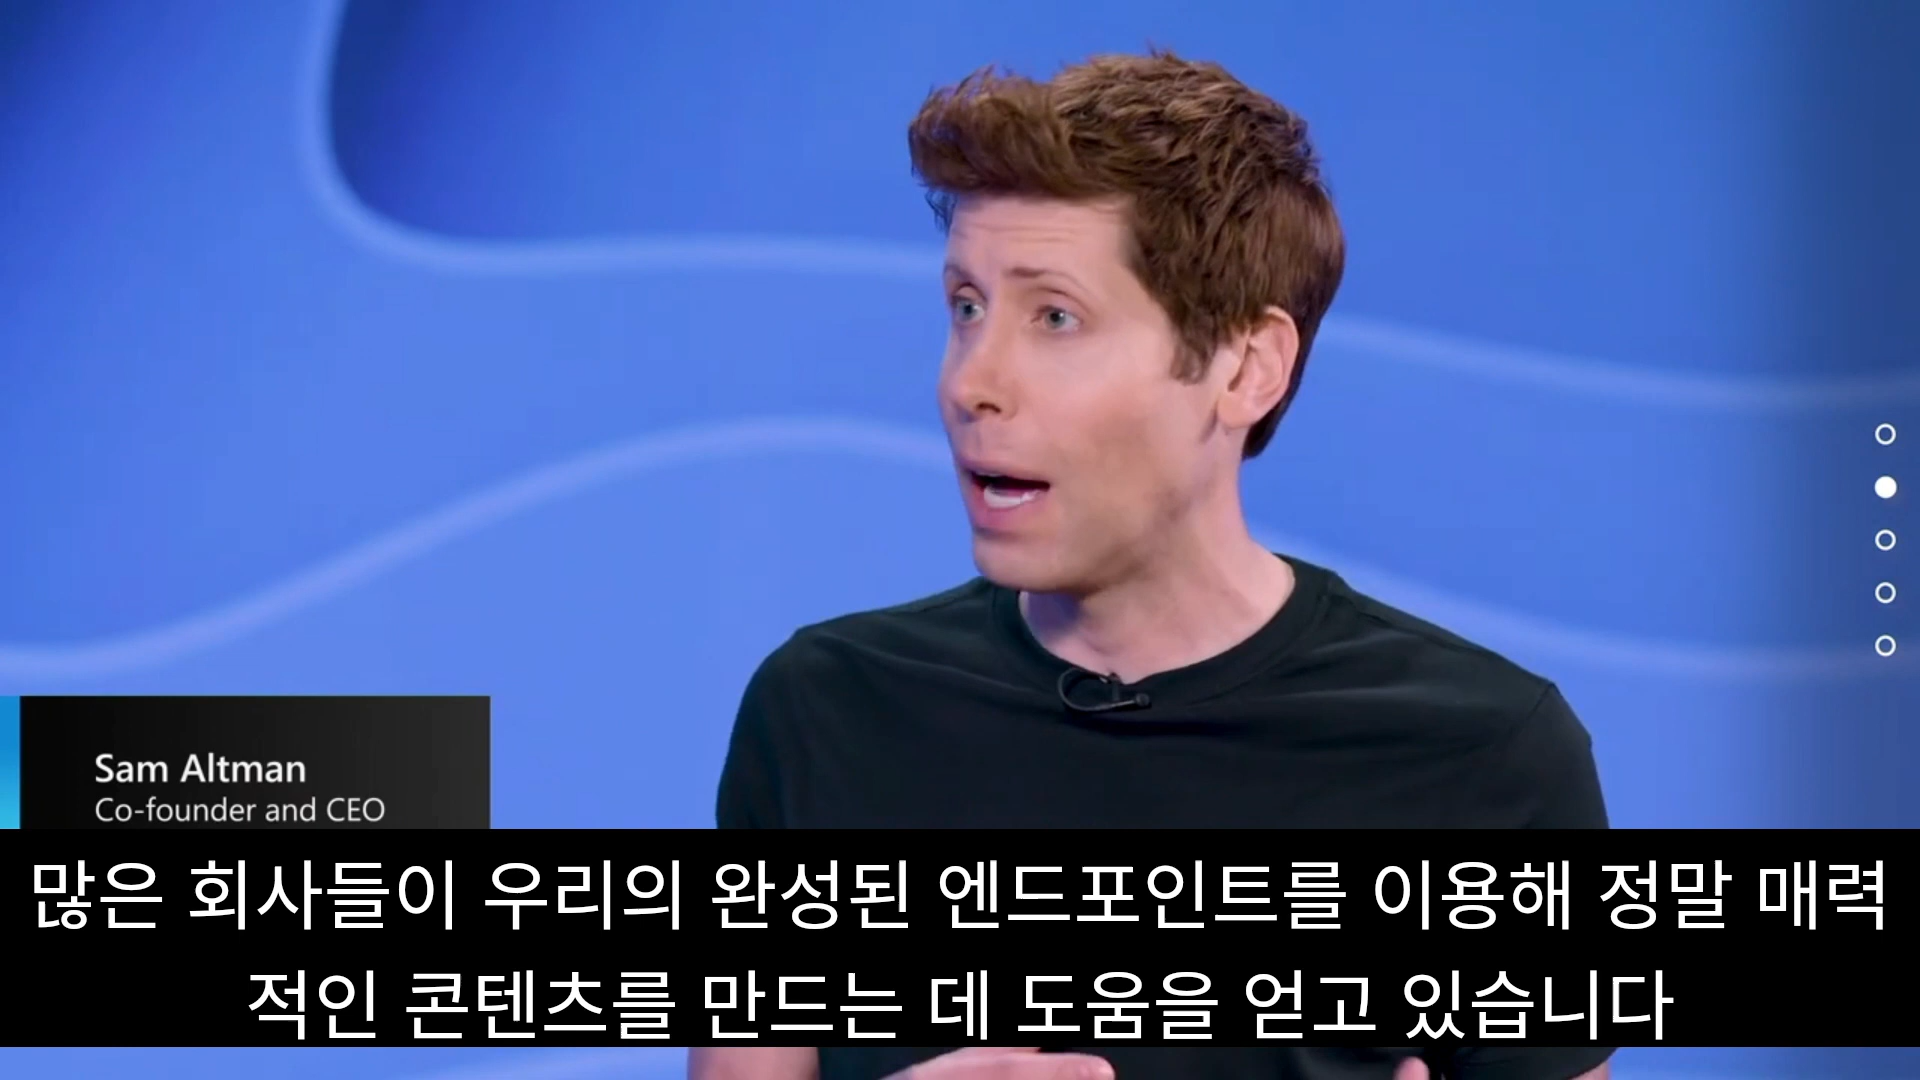 Sam Altman
Co-founder and CEO
많은 회사들이 우리의 완성된 엔드포인트를 이용해 정말 매력
적인 콘텐츠를 만드는 데 도움을 얻고 있습니다